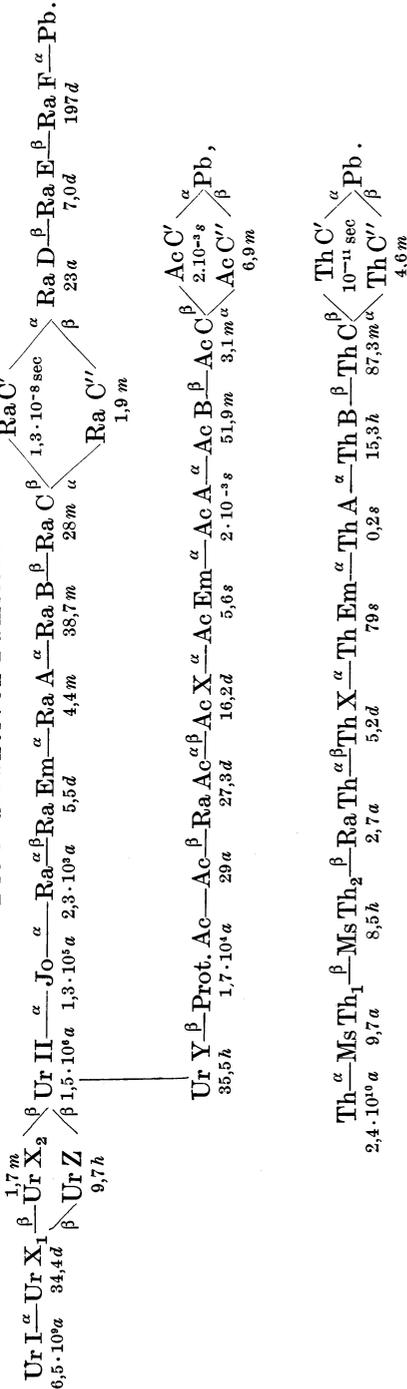 Ra C′
1,3·10⁻⁸ sec
1,7 m β β α
Ur I—α—Ur X₁—β—Ur X₂ Ur II—α—Jo—α—Ra—α β—Ra Em—α—Ra A—α—Ra B—β—Ra C Ra D—β—Ra E—β—Ra F—α—Pb.
6,5·10⁹a 34,4d β Ur Z β 1,5·10⁶a 1,3·10⁵a 2,3·10³a 5,5d 4,4m 38,7m 28m α β 23a 7,0d 197d
9,7h Ra C″
1,9 m
Ac C′
β 2.10⁻³s α
Ur Y—β—Prot. Ac—Ac—β—Ra Ac—α β—Ac X—α—Ac Em—α—Ac A—α—Ac B—β—Ac C Pb,
35,5h 1,7·10⁴a 29a 27,3d 16,2d 5,6s 2·10⁻³s 51,9m 3,1m α Ac C″ β
6,9m
Th C′
β 10⁻¹¹ sec α
Th—α—Ms Th₁—β—Ms Th₂—β—Ra Th—α β—Th X—α—Th Em—α—Th A—α—Th B—β—Th C Pb.
2,4·10¹⁰a 9,7a 8,5h 2,7a 5,2d 79s 0,2s 15,3h 87,3m α Th C″ β
4.6m